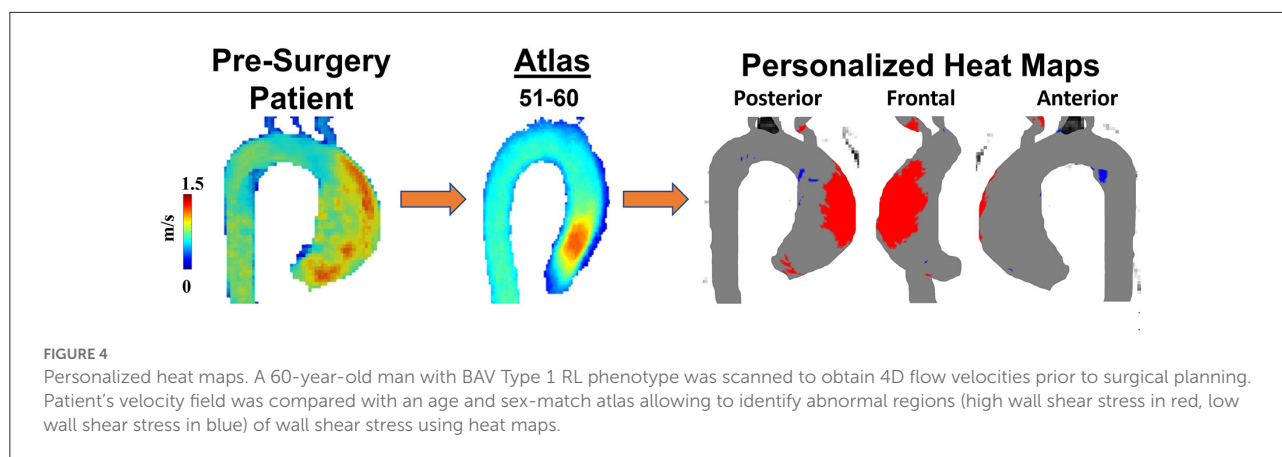 Pre-Surgery
Patient
Atlas
51-60
Personalized Heat Maps
Posterior Frontal Anterior
1.5
m/s
0
FIGURE 4
Personalized heat maps. A 60-year-old man with BAV Type 1 RL phenotype was scanned to obtain 4D flow velocities prior to surgical planning.
Patient's velocity field was compared with an age and sex-match atlas allowing to identify abnormal regions (high wall shear stress in red, low
wall shear stress in blue) of wall shear stress using heat maps.